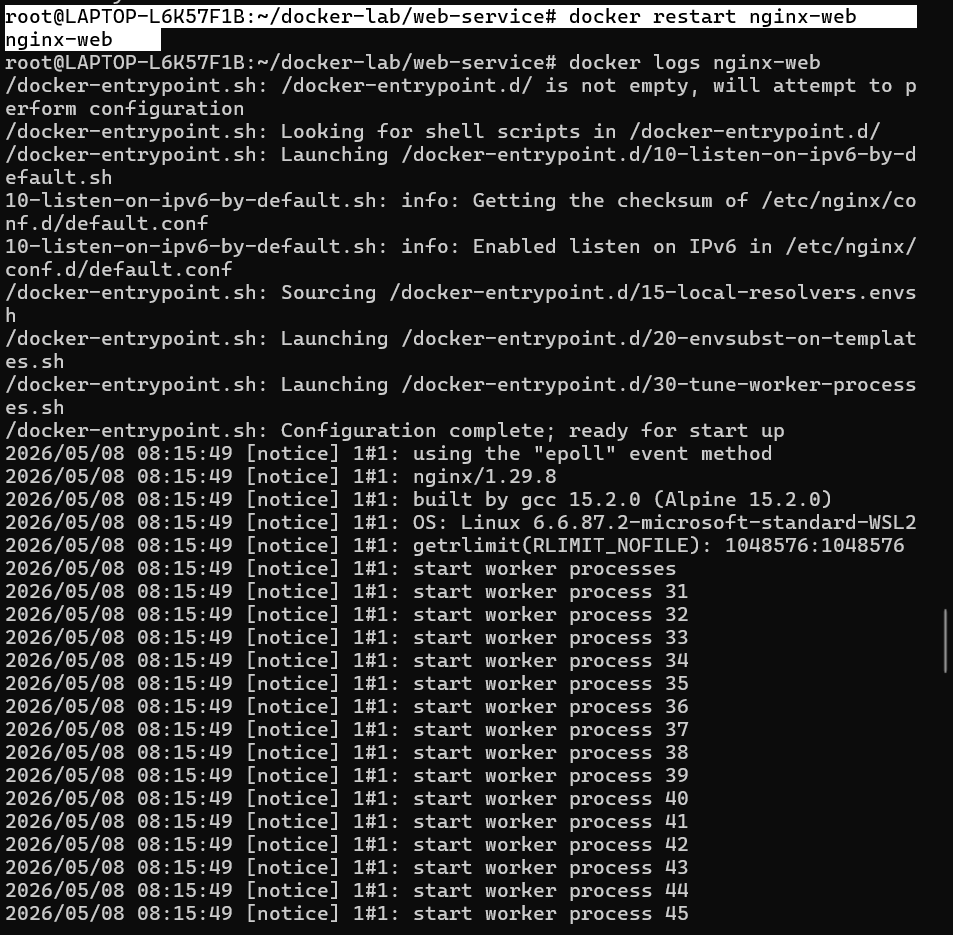 root@LAPTOP-L6K57F1B:~/docker-lab/web-service# docker restart nginx-web
nginx-web
root@LAPTOP-L6K57F1B:~/docker-lab/web-service# docker logs nginx-web
/docker-entrypoint.sh: /docker-entrypoint.d/ is not empty, will attempt to p
erform configuration
/docker-entrypoint.sh: Looking for shell scripts in /docker-entrypoint.d/
/docker-entrypoint.sh: Launching /docker-entrypoint.d/10-listen-on-ipv6-by-d
efault.sh
10-listen-on-ipv6-by-default.sh: info: Getting the checksum of /etc/nginx/co
nf.d/default.conf
10-listen-on-ipv6-by-default.sh: info: Enabled listen on IPv6 in /etc/nginx/
conf.d/default.conf
/docker-entrypoint.sh: Sourcing /docker-entrypoint.d/15-local-resolvers.envs
h
/docker-entrypoint.sh: Launching /docker-entrypoint.d/20-envsubst-on-templat
es.sh
/docker-entrypoint.sh: Launching /docker-entrypoint.d/30-tune-worker-process
es.sh
/docker-entrypoint.sh: Configuration complete; ready for start up
2026/05/08 08:15:49 [notice] 1#1: using the "epoll" event method
2026/05/08 08:15:49 [notice] 1#1: nginx/1.29.8
2026/05/08 08:15:49 [notice] 1#1: built by gcc 15.2.0 (Alpine 15.2.0)
2026/05/08 08:15:49 [notice] 1#1: OS: Linux 6.6.87.2-microsoft-standard-WSL2
2026/05/08 08:15:49 [notice] 1#1: getrlimit(RLIMIT_NOFILE): 1048576:1048576
2026/05/08 08:15:49 [notice] 1#1: start worker processes
2026/05/08 08:15:49 [notice] 1#1: start worker process 31
2026/05/08 08:15:49 [notice] 1#1: start worker process 32
2026/05/08 08:15:49 [notice] 1#1: start worker process 33
2026/05/08 08:15:49 [notice] 1#1: start worker process 34
2026/05/08 08:15:49 [notice] 1#1: start worker process 35
2026/05/08 08:15:49 [notice] 1#1: start worker process 36
2026/05/08 08:15:49 [notice] 1#1: start worker process 37
2026/05/08 08:15:49 [notice] 1#1: start worker process 38
2026/05/08 08:15:49 [notice] 1#1: start worker process 39
2026/05/08 08:15:49 [notice] 1#1: start worker process 40
2026/05/08 08:15:49 [notice] 1#1: start worker process 41
2026/05/08 08:15:49 [notice] 1#1: start worker process 42
2026/05/08 08:15:49 [notice] 1#1: start worker process 43
2026/05/08 08:15:49 [notice] 1#1: start worker process 44
2026/05/08 08:15:49 [notice] 1#1: start worker process 45